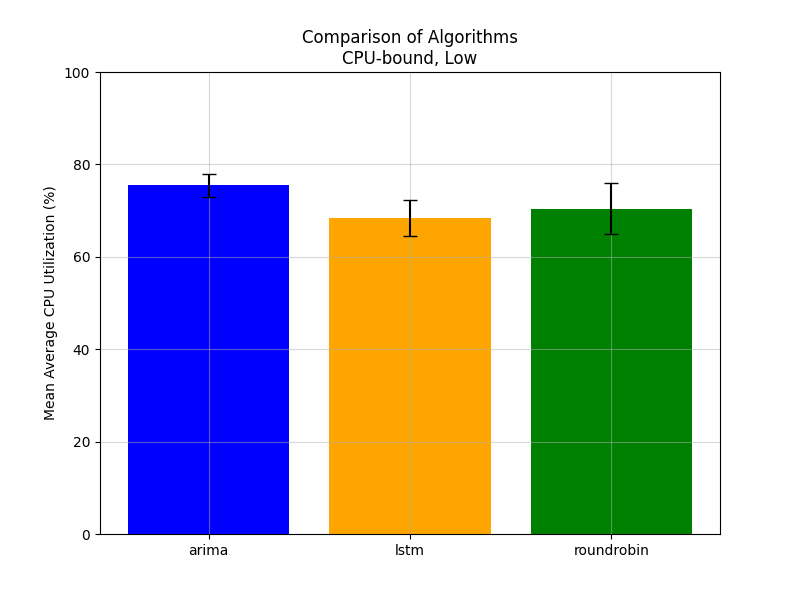 Comparison of Algorithms
CPU-bound, Low
Mean Average CPU Utilization (%)
100
80
60
40
20
0
arima
lstm
roundrobin